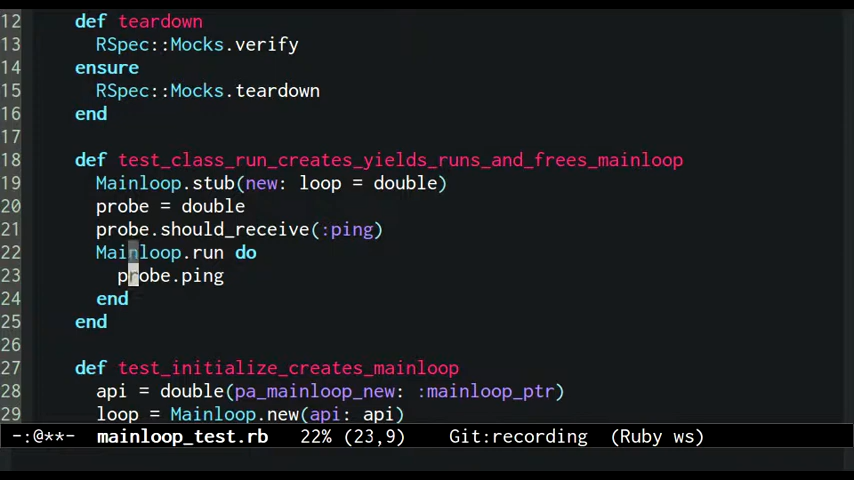 12 def teardown
13 RSpec::Mocks.verify
14 ensure
15 RSpec::Mocks.teardown
16 end
17
18 def test_class_run_creates_yields_runs_and_frees_mainloop
19 Mainloop.stub(new: loop = double)
20 probe = double
21 probe.should_receive(:ping)
22 Mainloop.run do
23 probe.ping
24 end
25 end
26
27 def test_initialize_creates_mainloop
28 api = double(pa_mainloop_new: :mainloop_ptr)
29 loop = Mainloop.new(api: api)
-:@**- mainloop_test.rb 22% (23,9) Git:recording (Ruby ws)